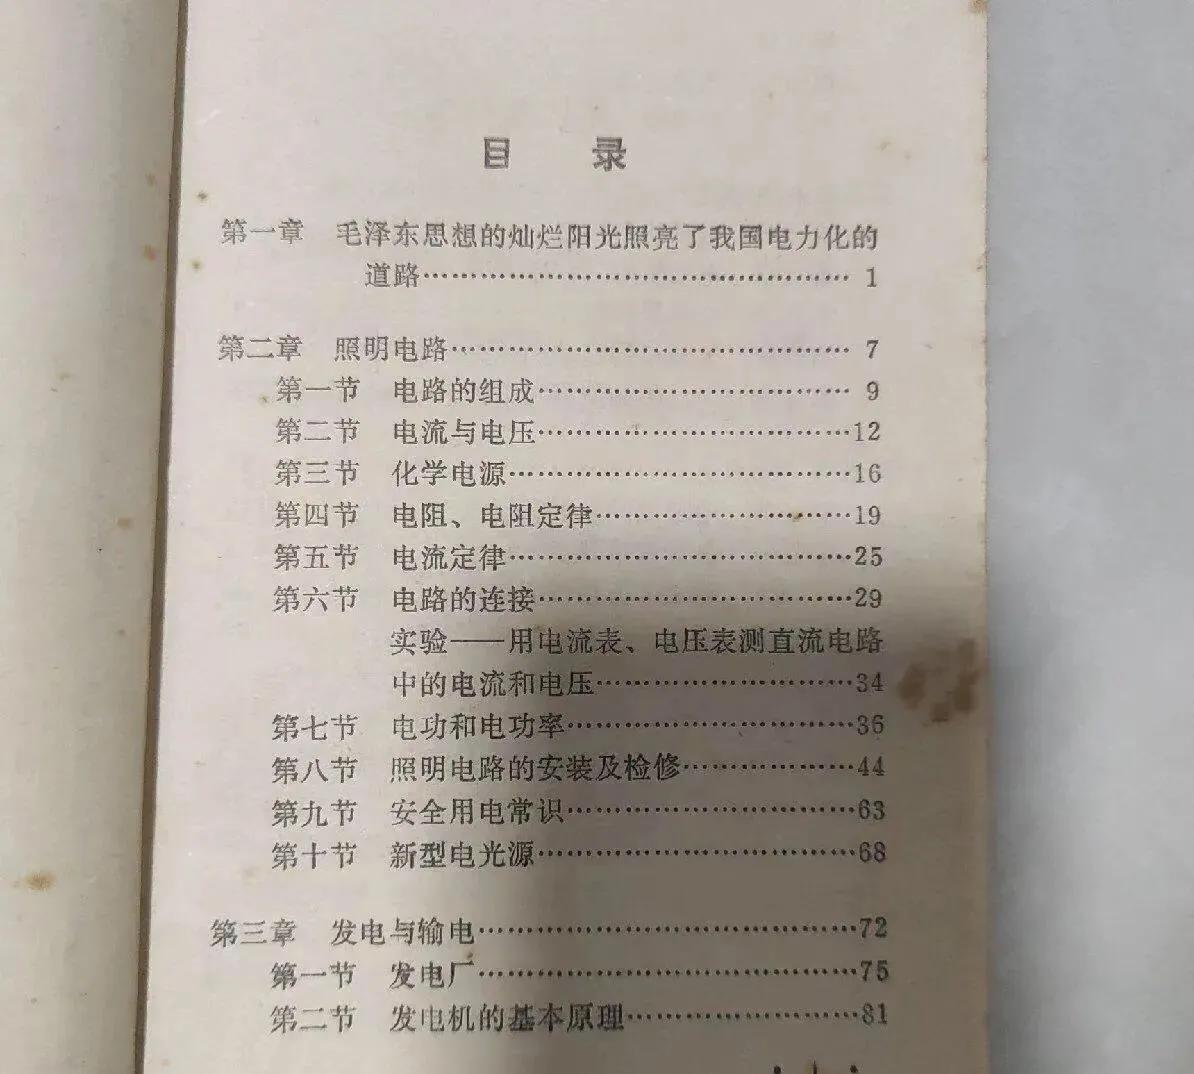 目 录
第一章 毛泽东思想的灿烂阳光照亮了我国电力化的
道路…………………………………………… 1
第二章 照明电路………………………………………… 7
第一节 电路的组成……………………………… 9
第二节 电流与电压………………………………12
第三节 化学电源…………………………………16
第四节 电阻、电阻定律…………………………19
第五节 电流定律…………………………………25
第六节 电路的连接………………………………29
实验——用电流表、电压表测直流电路
中的电流和电压…………………………34
第七节 电功和电功率……………………………36
第八节 照明电路的安装及检修…………………44
第九节 安全用电常识……………………………63
第十节 新型电光源………………………………68
第三章 发电与输电………………………………………72
第一节 发电厂……………………………………75
第二节 发电机的基本原理………………………81